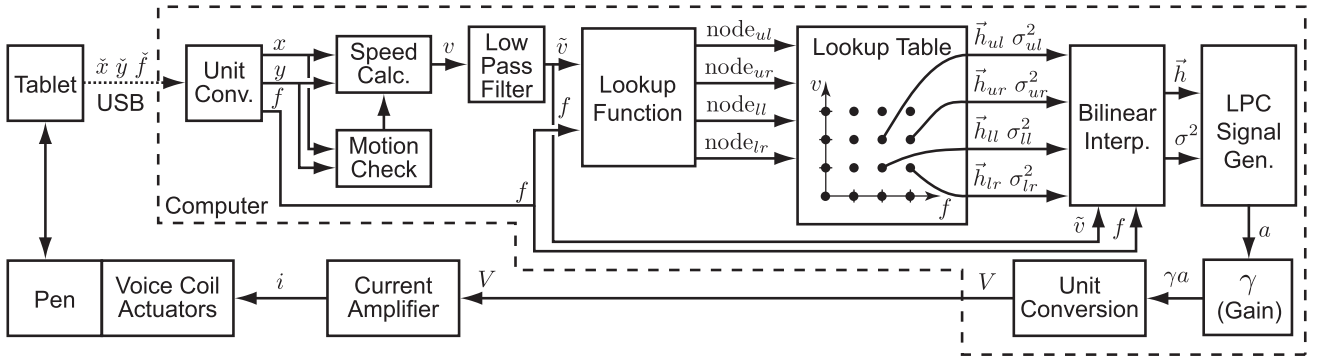 Tablet
x̌ y̌ f̌
USB
Unit
Conv.
x
y
f
Speed
Calc.
Motion
Check
v
Low
Pass
Filter
ṽ
f
f
Lookup
Function
node_ul
node_ur
node_ll
node_lr
Lookup Table
v
f
h⃗_ul σ²_ul
h⃗_ur σ²_ur
h⃗_ll σ²_ll
h⃗_lr σ²_lr
Bilinear
Interp.
ṽ f
h⃗
σ²
LPC
Signal
Gen.
Computer
a
γ
(Gain)
γa
Unit
Conversion
V
V
Current
Amplifier
i
Voice Coil
Actuators
Pen